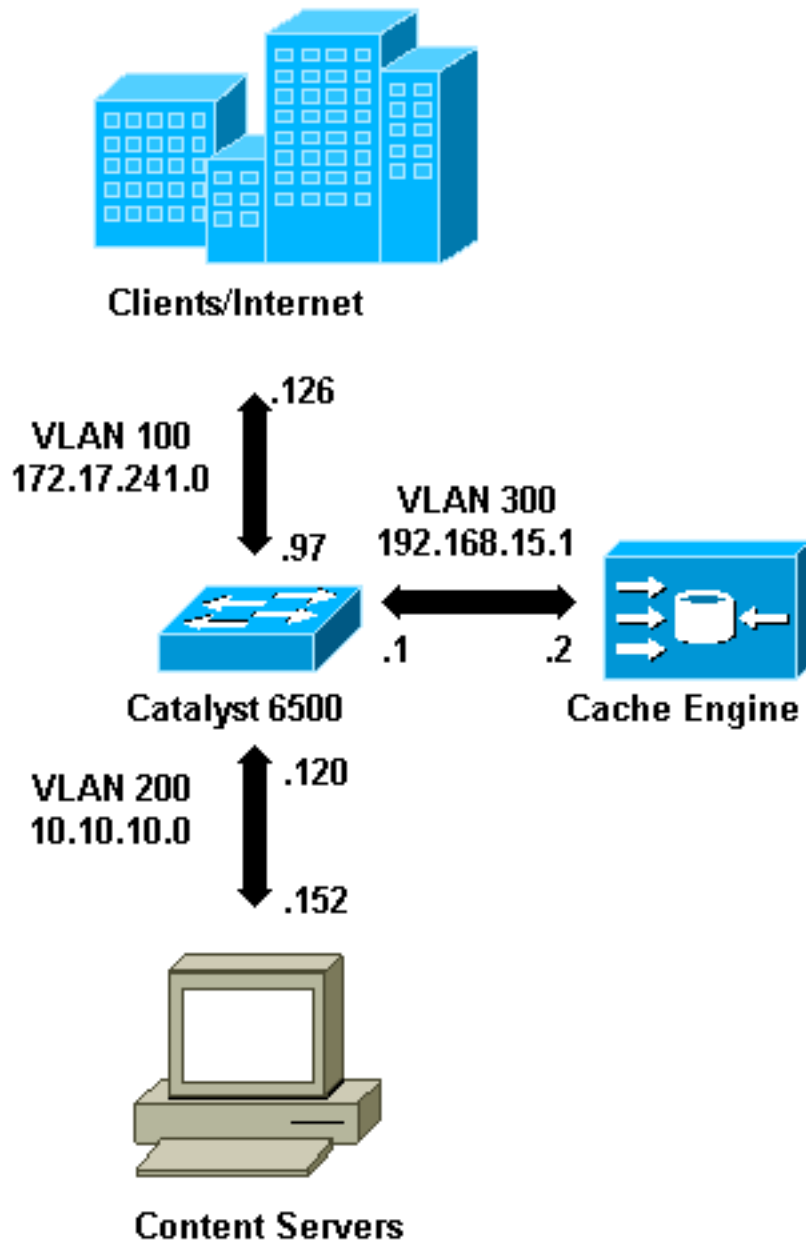 Clients/Internet
.126
VLAN 100
172.17.241.0
.97
VLAN 300
192.168.15.1
.1
.2
Catalyst 6500
Cache Engine
.120
VLAN 200
10.10.10.0
.152
Content Servers